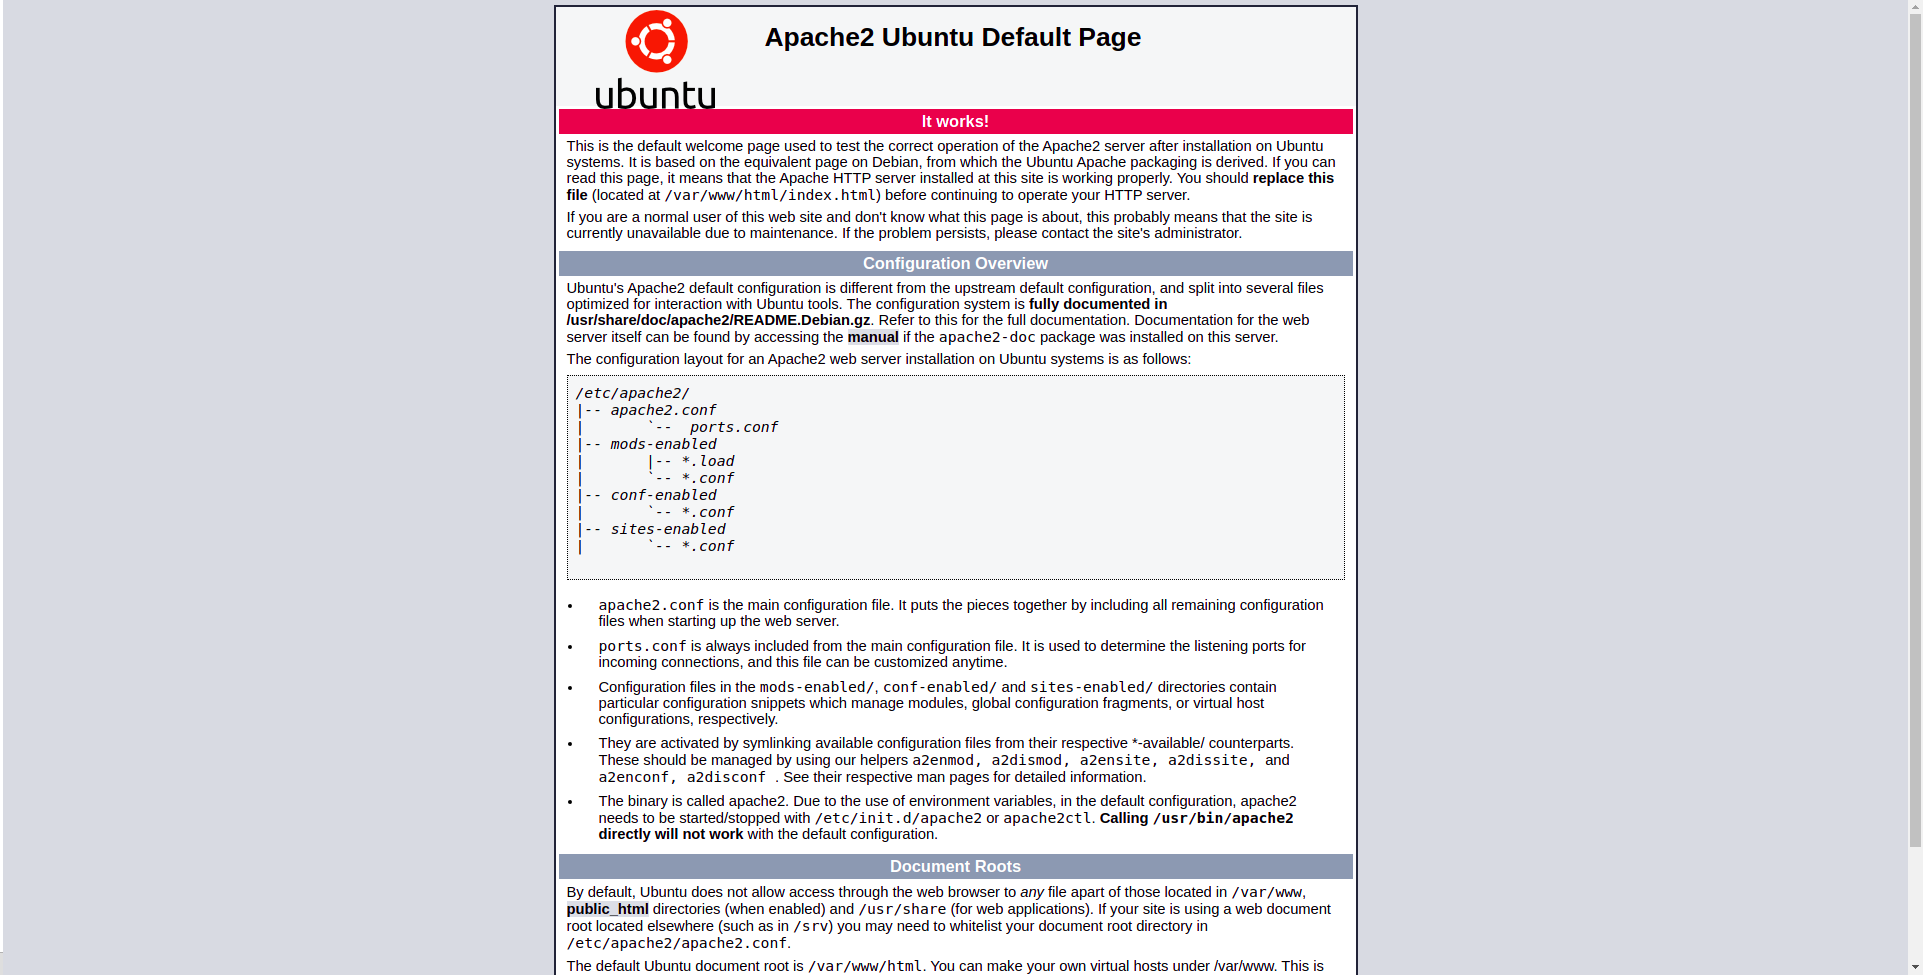 ubuntu
Apache2 Ubuntu Default Page
It works!
This is the default welcome page used to test the correct operation of the Apache2 server after installation on Ubuntu
systems. It is based on the equivalent page on Debian, from which the Ubuntu Apache packaging is derived. If you can
read this page, it means that the Apache HTTP server installed at this site is working properly. You should replace this
file (located at /var/www/html/index.html) before continuing to operate your HTTP server.
If you are a normal user of this web site and don't know what this page is about, this probably means that the site is
currently unavailable due to maintenance. If the problem persists, please contact the site's administrator.
Configuration Overview
Ubuntu's Apache2 default configuration is different from the upstream default configuration, and split into several files
optimized for interaction with Ubuntu tools. The configuration system is fully documented in
/usr/share/doc/apache2/README.Debian.gz. Refer to this for the full documentation. Documentation for the web
server itself can be found by accessing the manual if the apache2-doc package was installed on this server.
The configuration layout for an Apache2 web server installation on Ubuntu systems is as follows:
/etc/apache2/
|-- apache2.conf
|       `--  ports.conf
|-- mods-enabled
|       |-- *.load
|       `-- *.conf
|-- conf-enabled
|       `-- *.conf
|-- sites-enabled
|       `-- *.conf
• apache2.conf is the main configuration file. It puts the pieces together by including all remaining configuration
files when starting up the web server.
• ports.conf is always included from the main configuration file. It is used to determine the listening ports for
incoming connections, and this file can be customized anytime.
• Configuration files in the mods-enabled/, conf-enabled/ and sites-enabled/ directories contain
particular configuration snippets which manage modules, global configuration fragments, or virtual host
configurations, respectively.
• They are activated by symlinking available configuration files from their respective *-available/ counterparts.
These should be managed by using our helpers a2enmod, a2dismod, a2ensite, a2dissite, and
a2enconf, a2disconf . See their respective man pages for detailed information.
• The binary is called apache2. Due to the use of environment variables, in the default configuration, apache2
needs to be started/stopped with /etc/init.d/apache2 or apache2ctl. Calling /usr/bin/apache2
directly will not work with the default configuration.
Document Roots
By default, Ubuntu does not allow access through the web browser to any file apart of those located in /var/www,
public_html directories (when enabled) and /usr/share (for web applications). If your site is using a web document
root located elsewhere (such as in /srv) you may need to whitelist your document root directory in
/etc/apache2/apache2.conf.
The default Ubuntu document root is /var/www/html. You can make your own virtual hosts under /var/www. This is